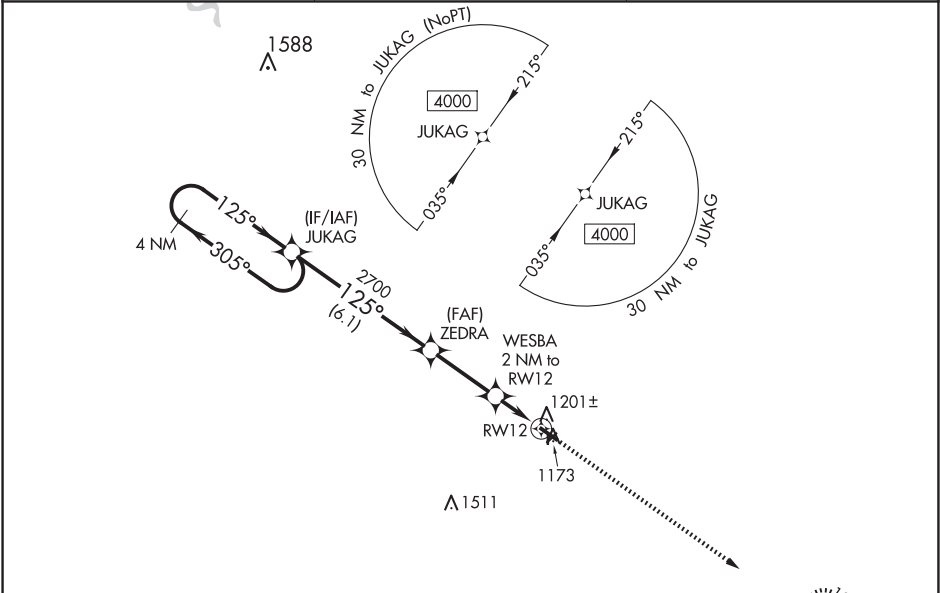 1588
30 NM to JUKAG (NoPT)
215°
4000
JUKAG
035°
215°
JUKAG
4000
035°
30 NM to JUKAG
125°
(IF/IAF)
JUKAG
4 NM
305°
2700
125°
(6.1)
(FAF)
ZEDRA
WESBA
2 NM to
RW12
1201±
RW12
1173
1511